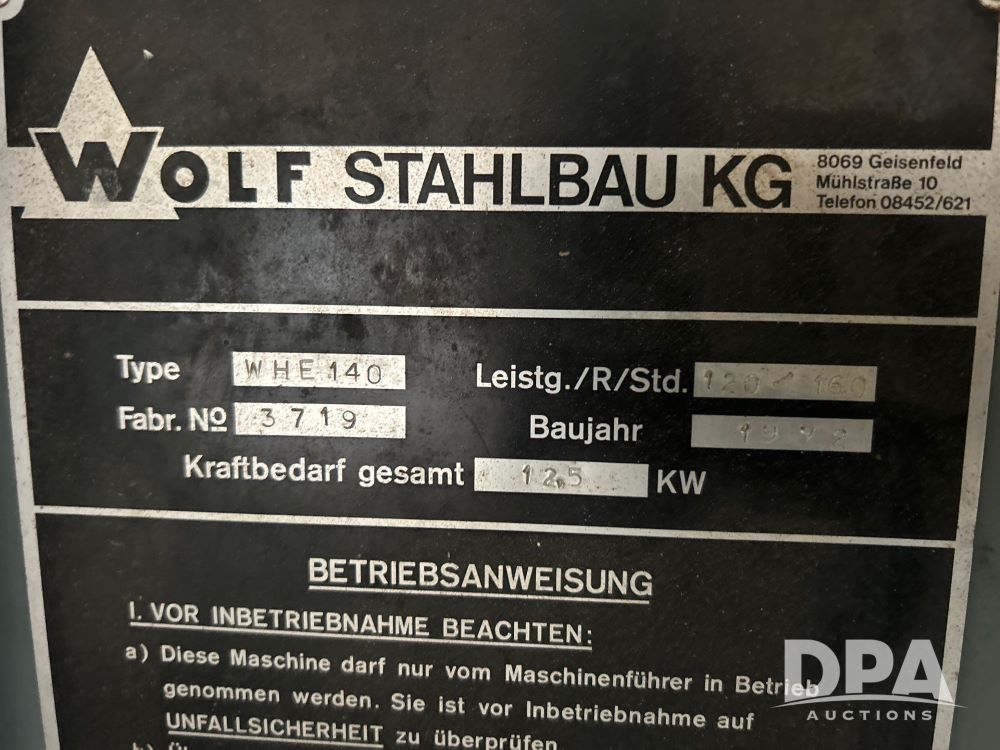 WOLF STAHLBAU KG
8069 Geisenfeld
Mühlstraße 10
Telefon 08452/621
Type WHE 140
Leistg./R/Std. 120 - 160
Fabr. № 3719
Baujahr
Kraftbedarf gesamt 12,5 KW
BETRIEBSANWEISUNG
I. VOR INBETRIEBNAHME BEACHTEN:
a) Diese Maschine darf nur vom Maschinenführer in Betrieb
genommen werden. Sie ist vor Inbetriebnahme auf
UNFALLSICHERHEIT zu überprüfen
DPA
AUCTIONS